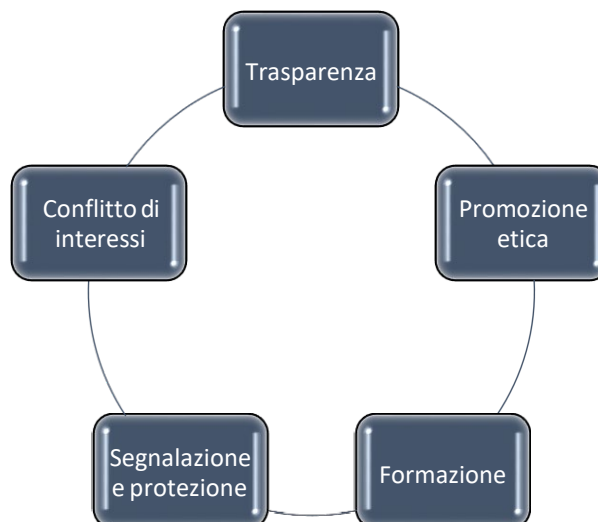 Trasparenza
Promozione
etica
Formazione
Segnalazione
e protezione
Conflitto di
interessi